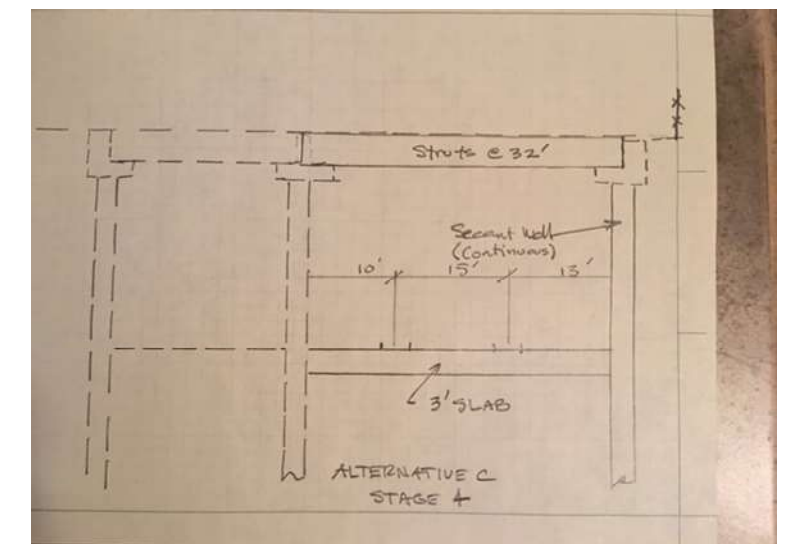 Struts @ 32'
Secant Wall
(Continuous)
10' 15' 13'
3' SLAB
ALTERNATIVE C
STAGE 4